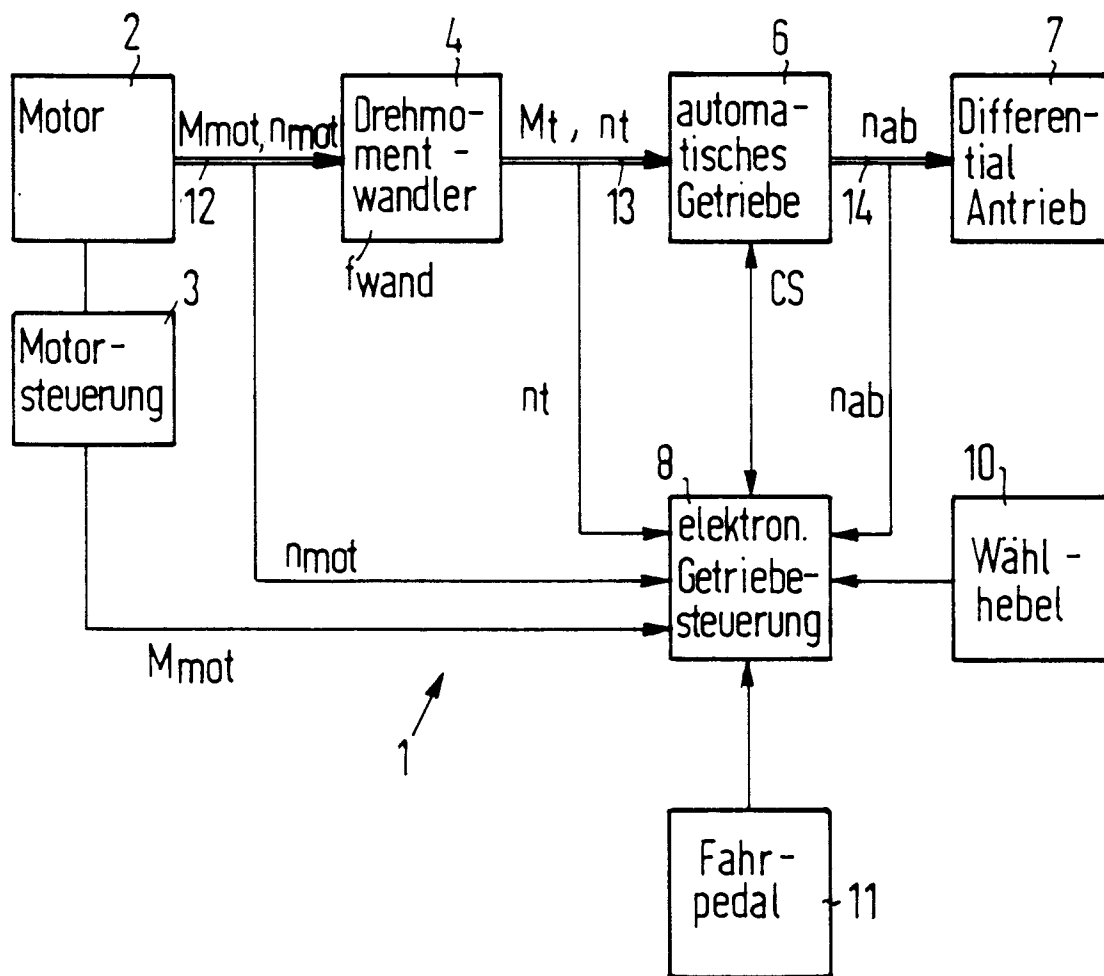 2
4
6
7
Motor
Mmot, nmot
12
Drehmo-
ment -
wandler
fwand
Mt, nt
13
automa-
tisches
Getriebe
nab
14
Differen-
tial
Antrieb
3
Motor-
steuerung
CS
nt
nab
8
elektron.
Getriebe-
steuerung
10
Wähl-
hebel
nmot
Mmot
1
Fahr-
pedal
11